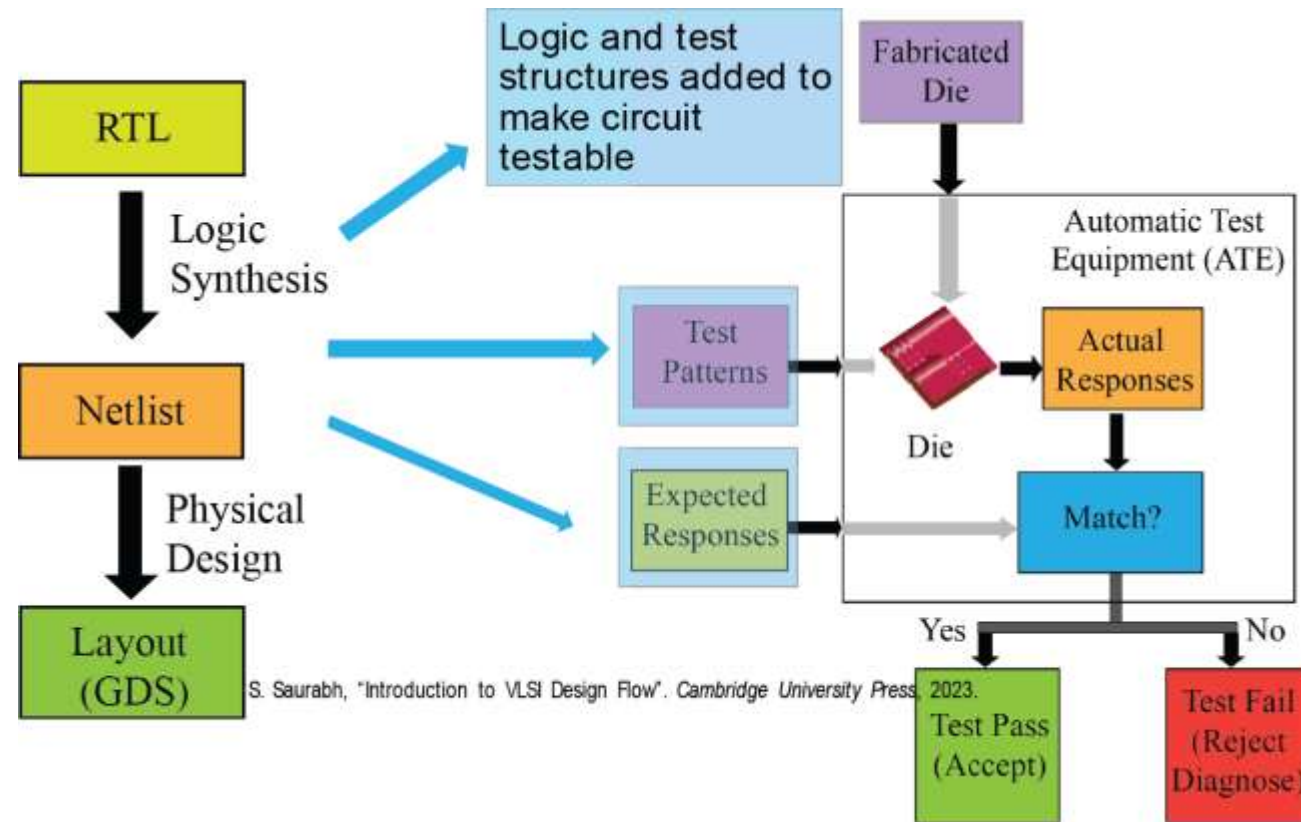 RTL
Logic
Synthesis
Netlist
Physical
Design
Layout
(GDS)
Logic and test
structures added to
make circuit
testable
Test
Patterns
Expected
Responses
Fabricated
Die
Automatic Test
Equipment (ATE)
Die
Actual
Responses
Match?
Yes
No
Test Pass
(Accept)
Test Fail
(Reject
Diagnose)
S. Saurabh, “Introduction to VLSI Design Flow”. Cambridge University Press, 2023.